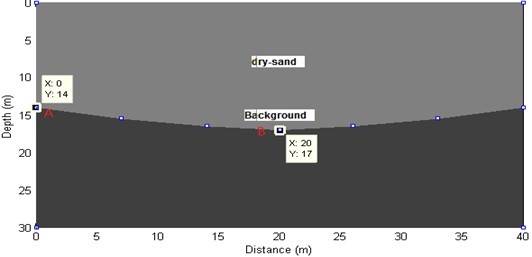 0
5
dry-sand
10
X: 0
Y: 14
A
15
Background
B
X: 20
Y: 17
20
25
30
Depth (m)
0 5 10 15 20 25 30 35 40
Distance (m)